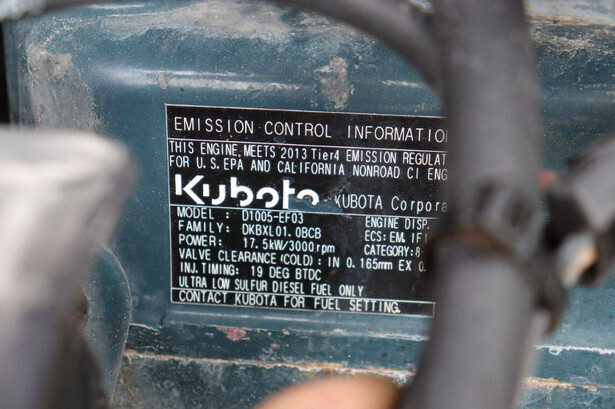 EMISSION CONTROL INFORMATION
THIS ENGINE MEETS 2013 Tier4 EMISSION REGULAT
FOR U.S. EPA AND CALIFORNIA NONROAD CI ENG
Kubota KUBOTA Corpora
MODEL : D1005-EF03 ENGINE DISP.
FAMILY: DKBXL01.0BCB ECS: EM, IFI
POWER: 17.5kW/3000rpm CATEGORY: 8
VALVE CLEARANCE (COLD) : IN 0.165mm EX 0.
INJ. TIMING: 19 DEG BTDC
ULTRA LOW SULFUR DIESEL FUEL ONLY
CONTACT KUBOTA FOR FUEL SETTING.